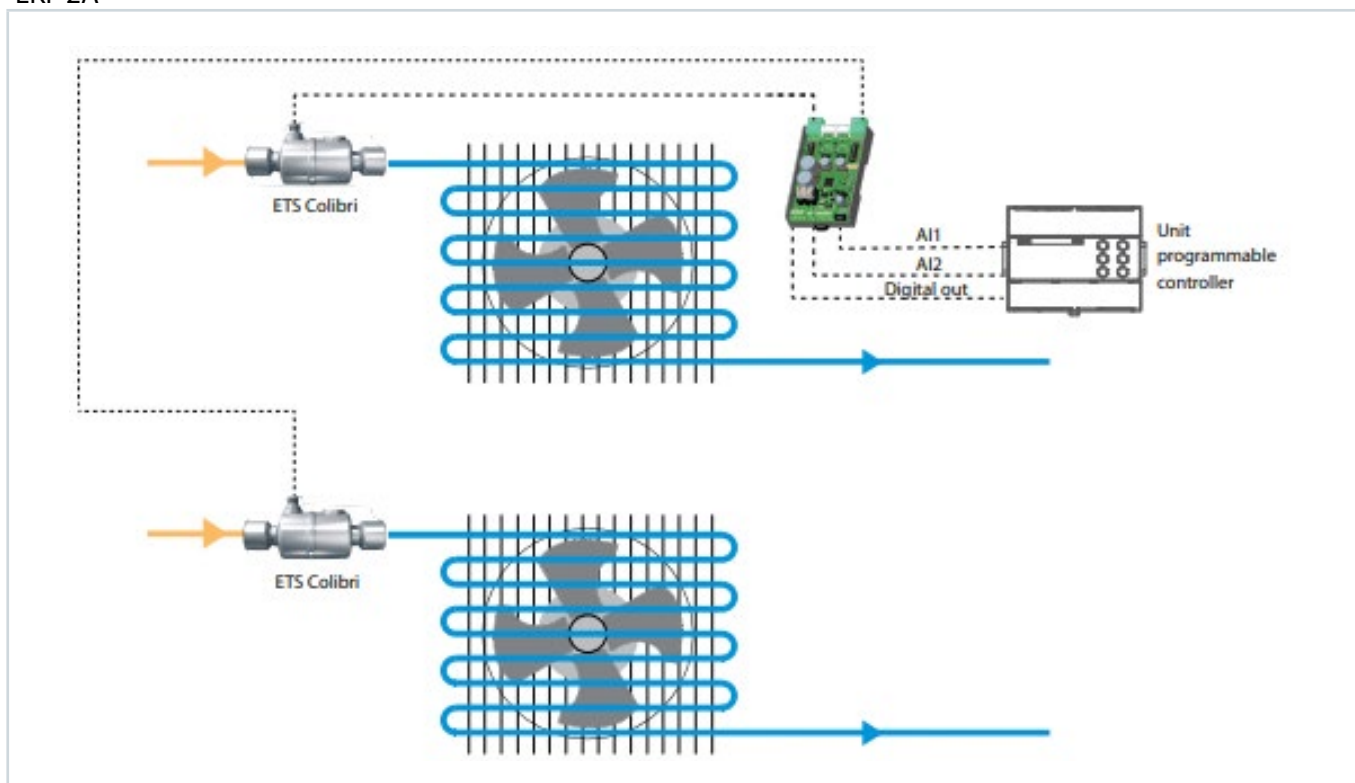 ETS Colibri
AI1
AI2
Digital out
Unit
programmable
controller
ETS Colibri